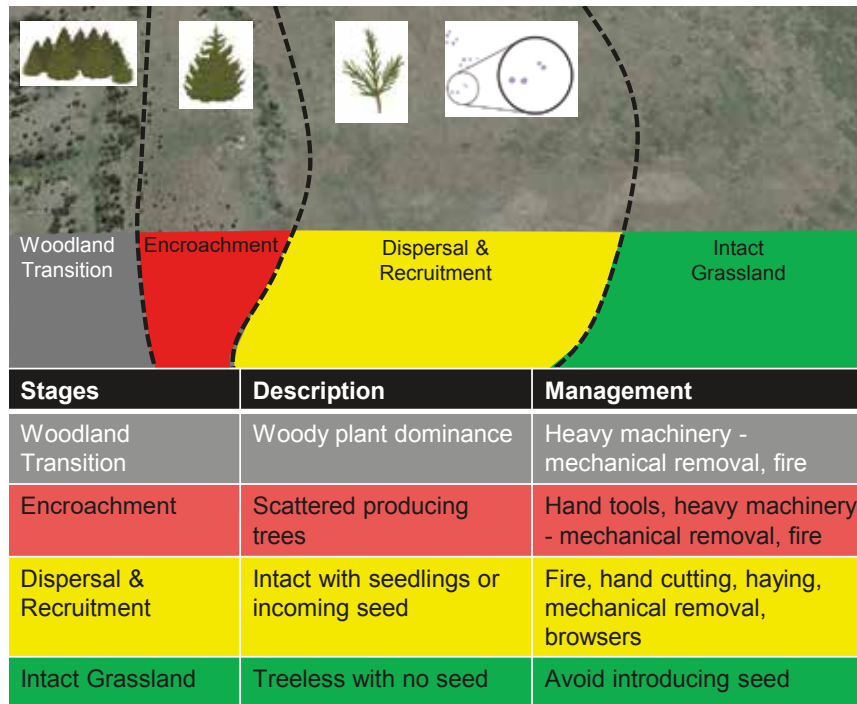 Woodland
Transition
Encroachment
Dispersal &
Recruitment
Intact
Grassland
Stages Description Management
Woodland
Transition
Woody plant dominance
Heavy machinery -
mechanical removal, fire
Encroachment
Scattered producing
trees
Hand tools, heavy machinery
- mechanical removal, fire
Dispersal &
Recruitment
Intact with seedlings or
incoming seed
Fire, hand cutting, haying,
mechanical removal,
browsers
Intact Grassland Treeless with no seed Avoid introducing seed